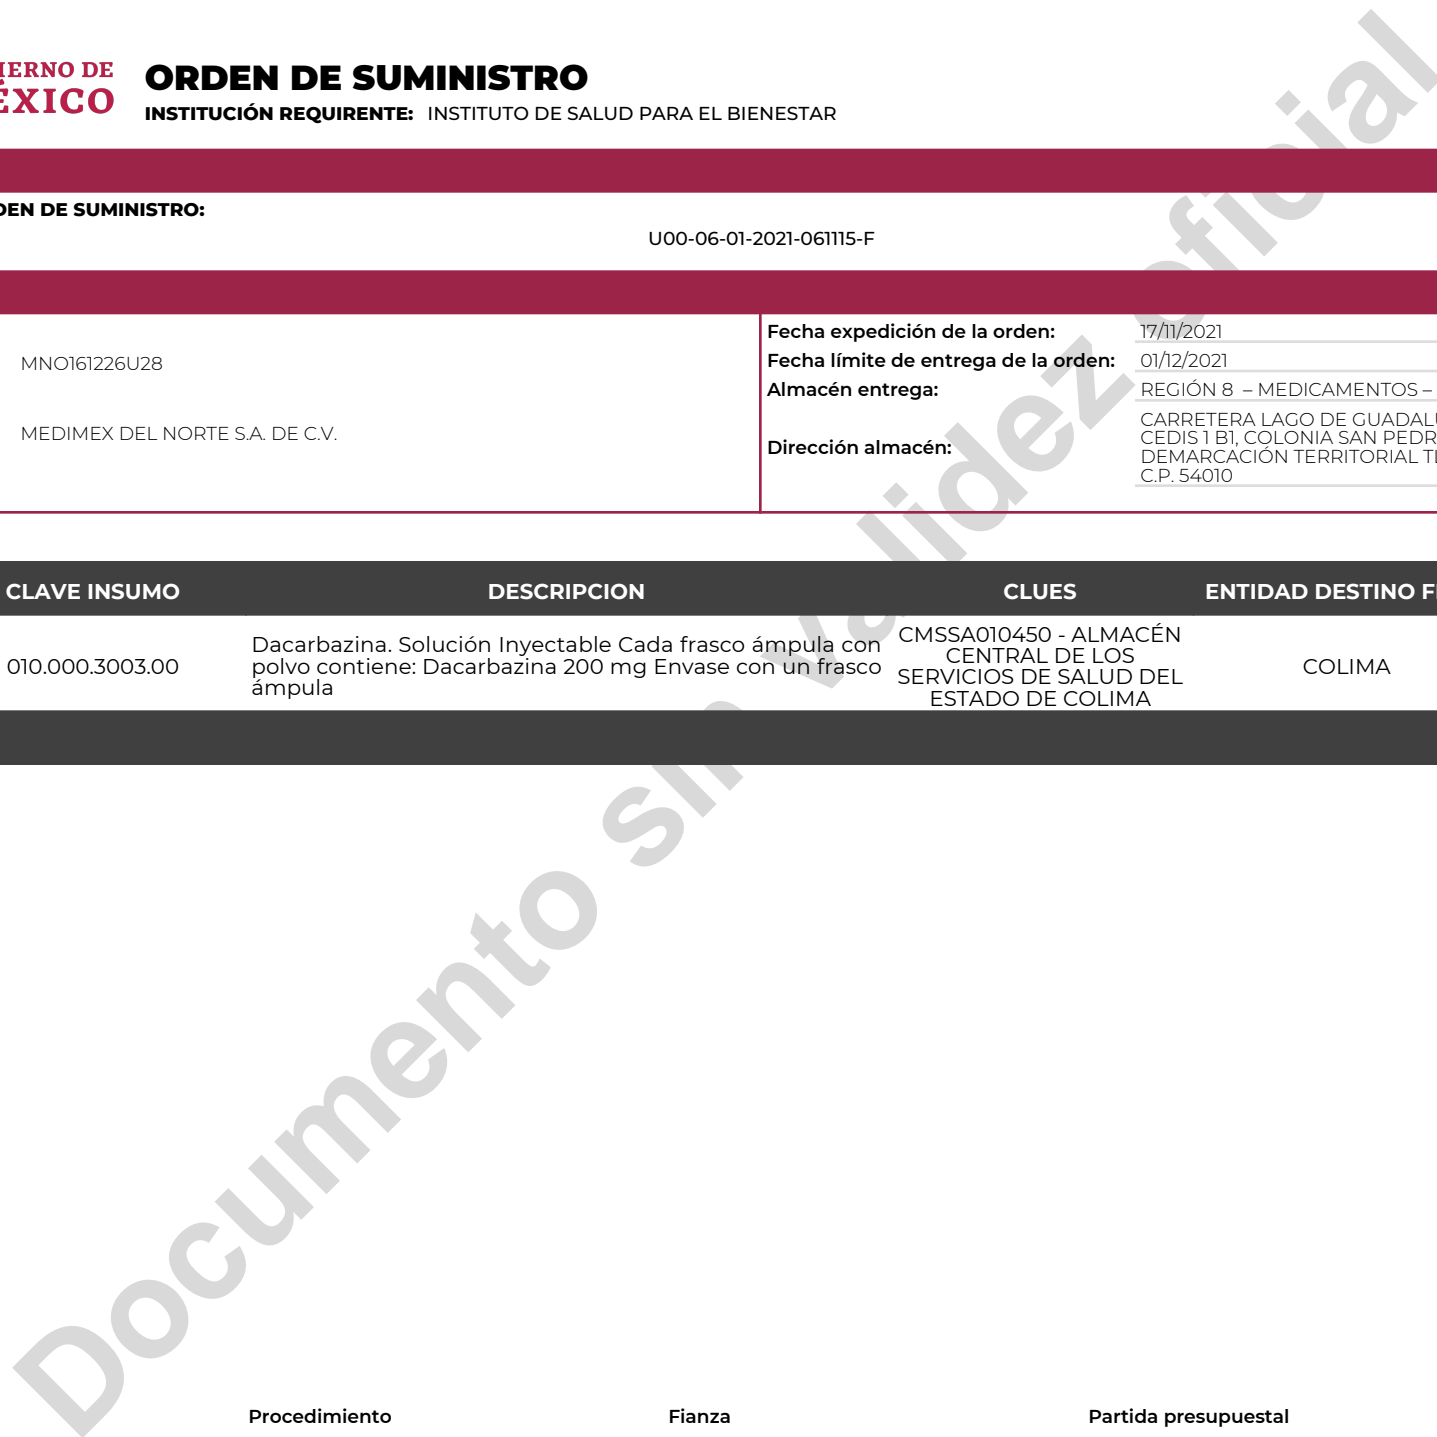 IERNO DE
ÉXICO
ORDEN DE SUMINISTRO
INSTITUCIÓN REQUIRENTE: INSTITUTO DE SALUD PARA EL BIENESTAR
DEN DE SUMINISTRO:
U00-06-01-2021-061115-F
MNO161226U28
MEDIMEX DEL NORTE S.A. DE C.V.
Fecha expedición de la orden: 17/11/2021
Fecha límite de entrega de la orden: 01/12/2021
Almacén entrega: REGIÓN 8 – MEDICAMENTOS –
Dirección almacén:
CARRETERA LAGO DE GUADALU
CEDIS 1 B1, COLONIA SAN PEDR
DEMARCACIÓN TERRITORIAL TL
C.P. 54010
CLAVE INSUMO DESCRIPCION CLUES ENTIDAD DESTINO F
010.000.3003.00
Dacarbazina. Solución Inyectable Cada frasco ámpula con
polvo contiene: Dacarbazina 200 mg Envase con un frasco
ámpula
CMSSA010450 - ALMACÉN
CENTRAL DE LOS
SERVICIOS DE SALUD DEL
ESTADO DE COLIMA
COLIMA
Documento sin validez oficial
Procedimiento Fianza Partida presupuestal